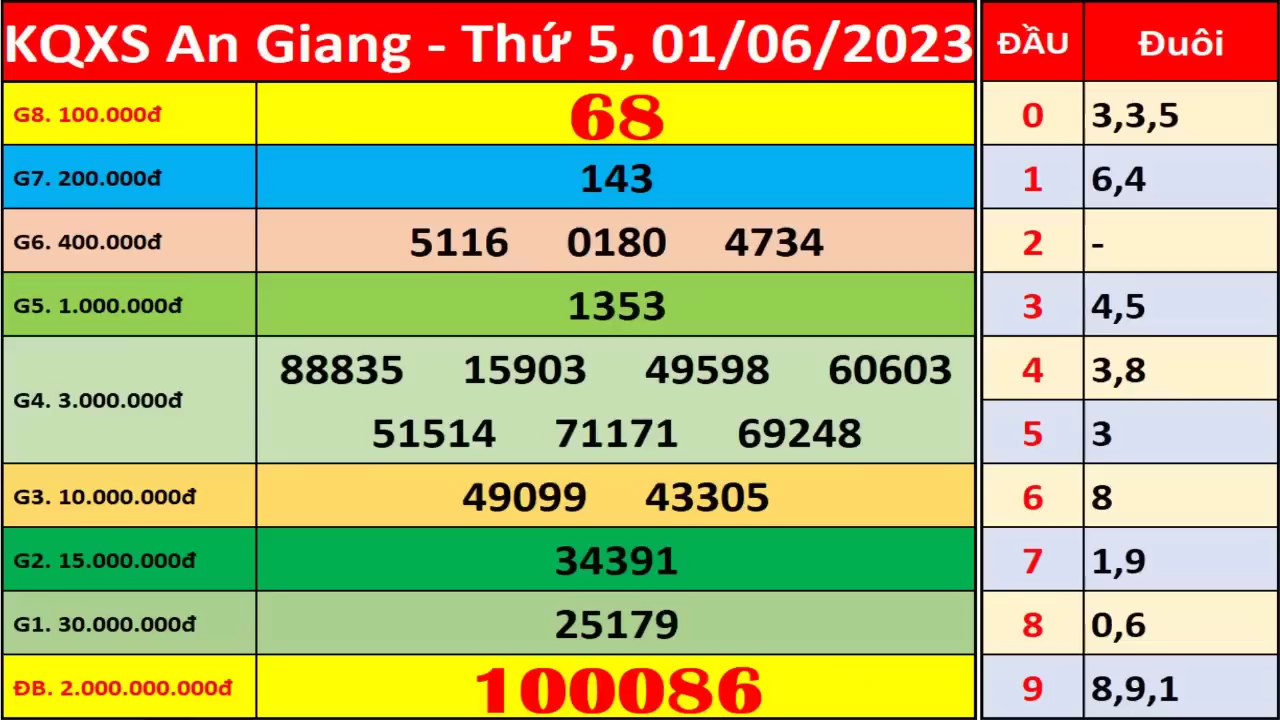 KQXS An Giang - Thứ 5, 01/06/2023
G8. 100.000đ 68
G7. 200.000đ 143
G6. 400.000đ 5116 0180 4734
G5. 1.000.000đ 1353
G4. 3.000.000đ 88835 15903 49598 60603
51514 71171 69248
G3. 10.000.000đ 49099 43305
G2. 15.000.000đ 34391
G1. 30.000.000đ 25179
ĐB. 2.000.000.000đ 100086
ĐẦU Đuôi
0 3,3,5
1 6,4
2 -
3 4,5
4 3,8
5 3
6 8
7 1,9
8 0,6
9 8,9,1